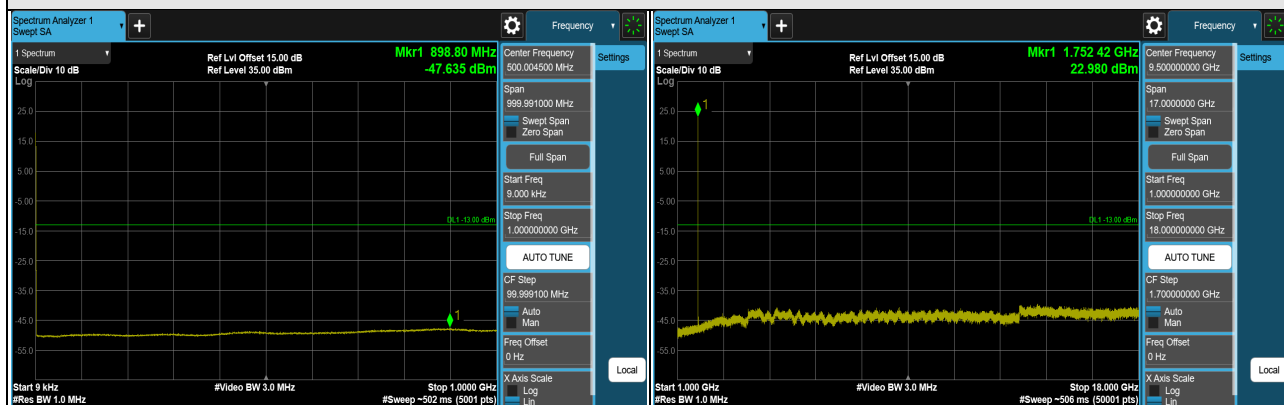 Spectrum Analyzer 1
Swept SA
+
Frequency
1 Spectrum
Scale/Div 10 dB
Log
Ref Lvl Offset 15.00 dB
Ref Level 35.00 dBm
Mkr1 898.80 MHz
-47.635 dBm
25.0
15.0
5.00
-5.00
-15.0
-25.0
-35.0
-45.0
-55.0
DL1 -13.00 dBm
1
Start 9 kHz
#Res BW 1.0 MHz
#Video BW 3.0 MHz
Stop 1.0000 GHz
#Sweep ~502 ms (5001 pts)
Center Frequency
500.004500 MHz
Settings
Span
999.991000 MHz
Swept Span
Zero Span
Full Span
Start Freq
9.000 kHz
Stop Freq
1.000000000 GHz
AUTO TUNE
CF Step
99.999100 MHz
Auto
Man
Freq Offset
0 Hz
Local
X Axis Scale
Log
Lin
Spectrum Analyzer 1
Swept SA
+
Frequency
1 Spectrum
Scale/Div 10 dB
Log
Ref Lvl Offset 15.00 dB
Ref Level 35.00 dBm
Mkr1 1.752 42 GHz
22.980 dBm
25.0
15.0
5.00
-5.00
-15.0
-25.0
-35.0
-45.0
-55.0
1
DL1 -13.00 dBm
Start 1.000 GHz
#Res BW 1.0 MHz
#Video BW 3.0 MHz
Stop 18.000 GHz
#Sweep ~506 ms (50001 pts)
Center Frequency
9.500000000 GHz
Settings
Span
17.0000000 GHz
Swept Span
Zero Span
Full Span
Start Freq
1.000000000 GHz
Stop Freq
18.000000000 GHz
AUTO TUNE
CF Step
1.700000000 GHz
Auto
Man
Freq Offset
0 Hz
Local
X Axis Scale
Log
Lin